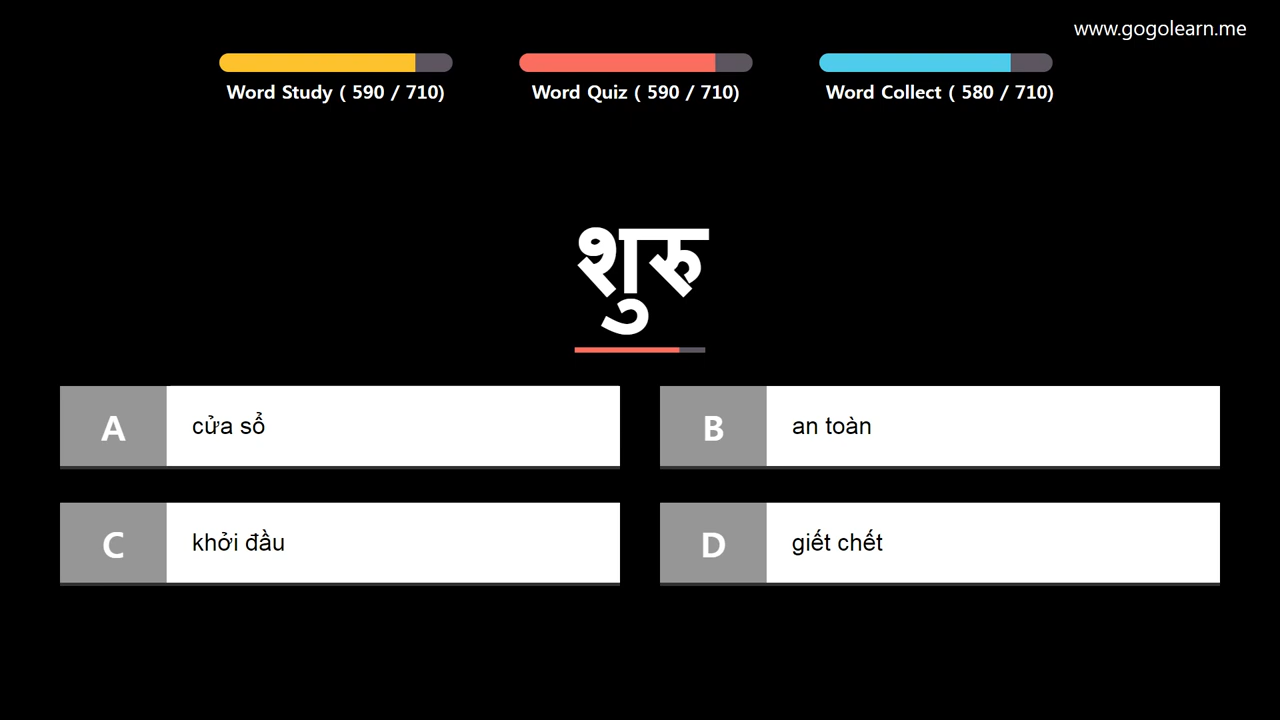 www.gogolearn.me
Word Study ( 590 / 710)
Word Quiz ( 590 / 710)
Word Collect ( 580 / 710)
शुरु
A cửa sổ
B an toàn
C khởi đầu
D giết chết